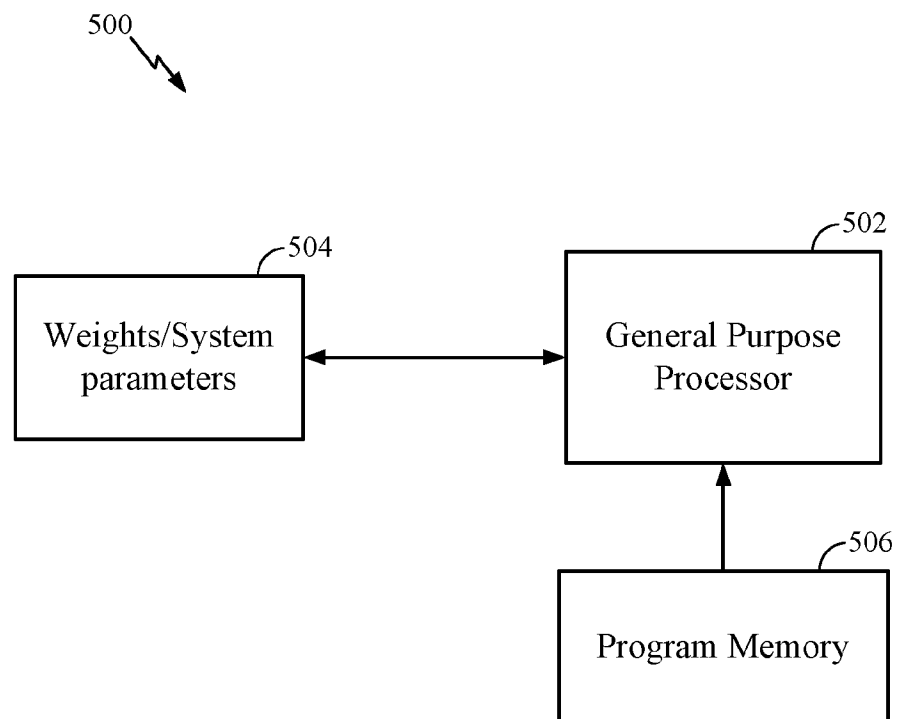 500
502
504
Weights/System
parameters
General Purpose
Processor
506
Program Memory